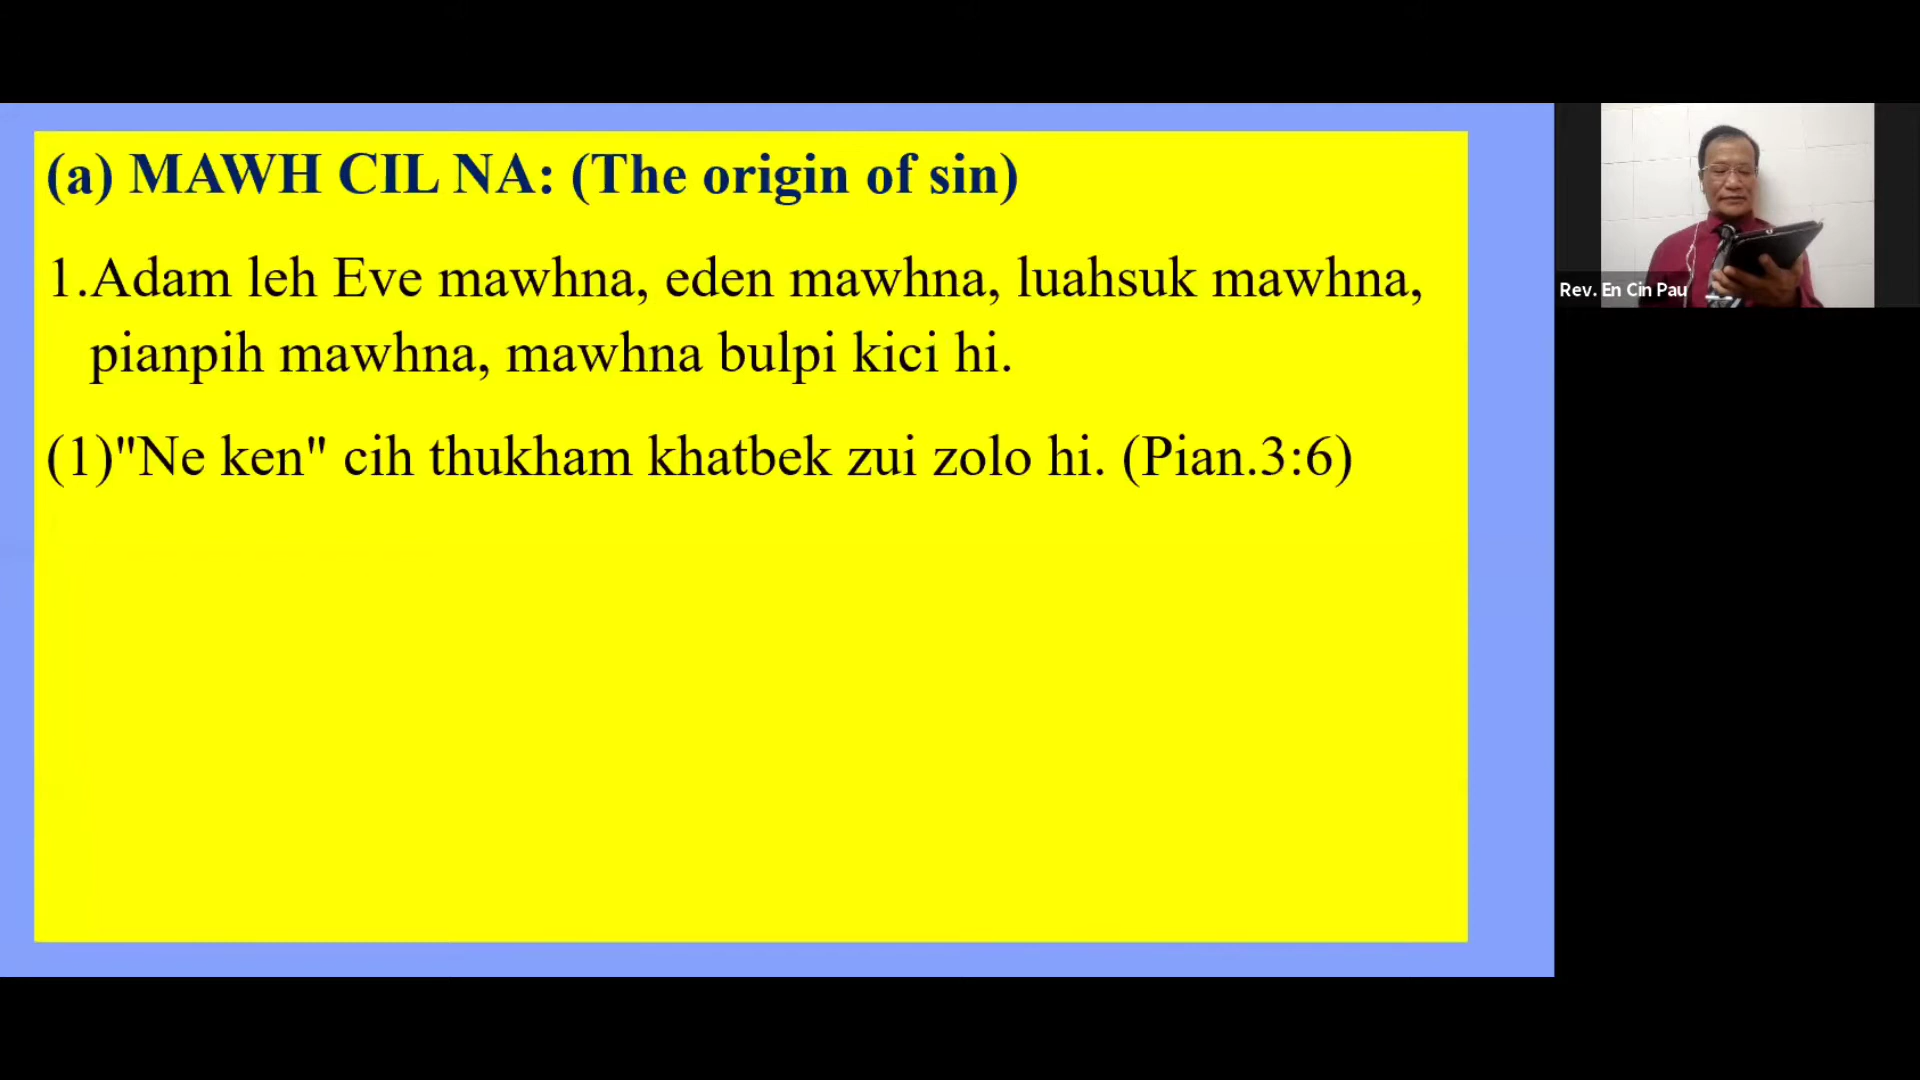 (a) MAWH CIL NA: (The origin of sin)
1.Adam leh Eve mawhna, eden mawhna, luahsuk mawhna,
pianpih mawhna, mawhna bulpi kici hi.
(1)"Ne ken" cih thukham khatbek zui zolo hi. (Pian.3:6)
Rev. En Cin Pau